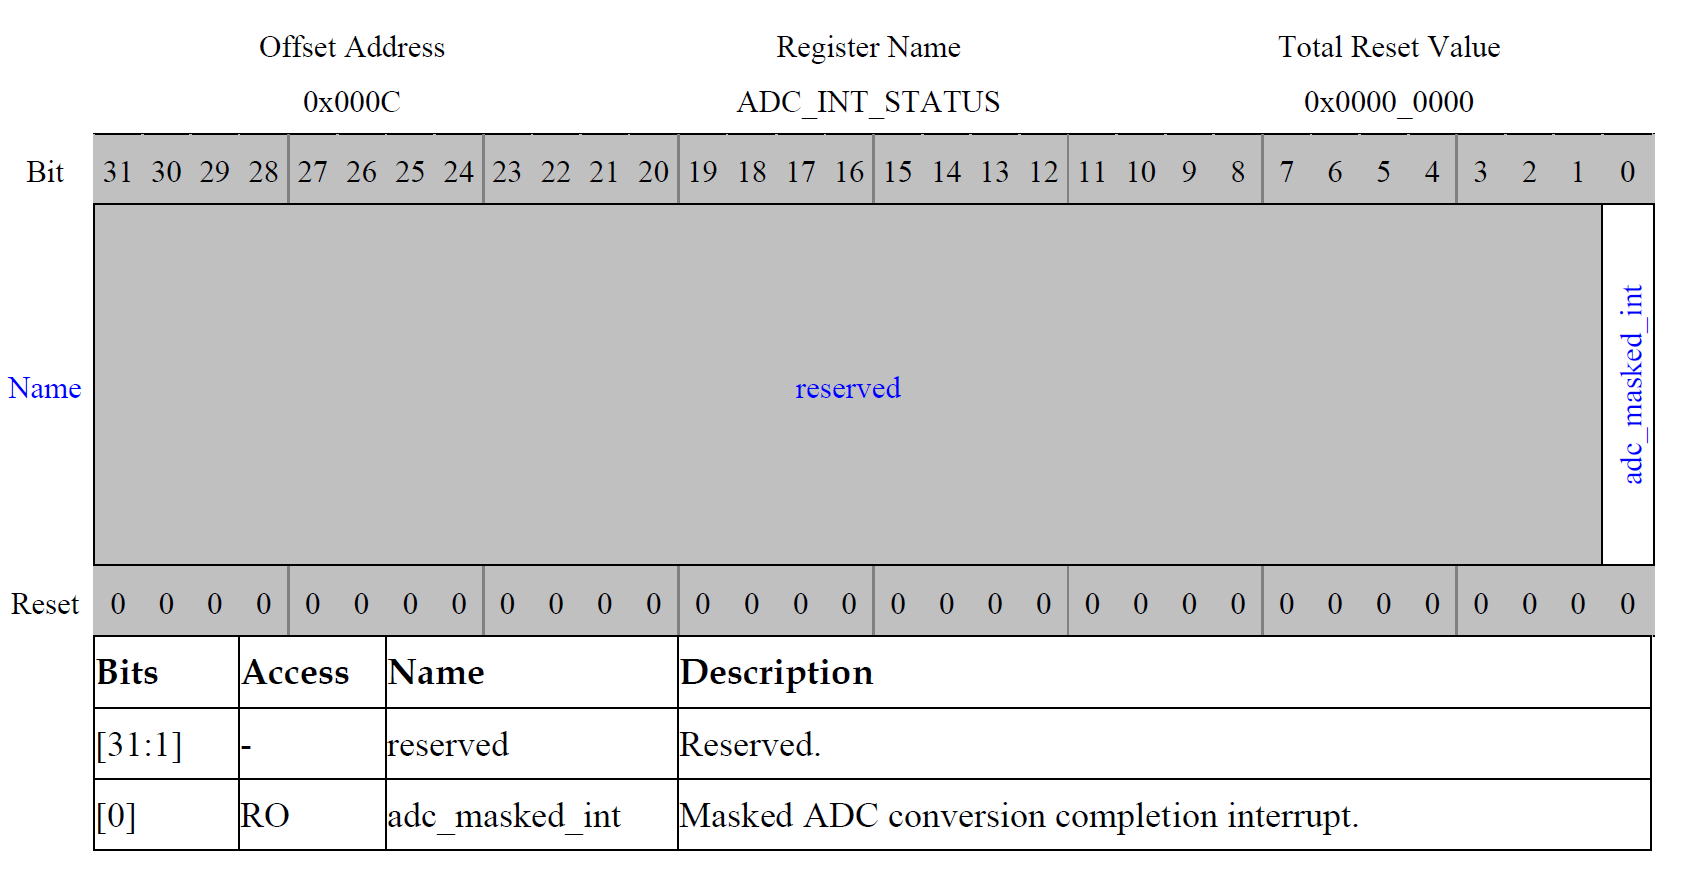 Offset Address Register Name Total Reset Value
0x000C ADC_INT_STATUS 0x0000_0000
Bit 31 30 29 28 27 26 25 24 23 22 21 20 19 18 17 16 15 14 13 12 11 10 9 8 7 6 5 4 3 2 1 0
Name reserved adc_masked_int
Reset 0 0 0 0 0 0 0 0 0 0 0 0 0 0 0 0 0 0 0 0 0 0 0 0 0 0 0 0 0 0 0 0
Bits Access Name Description
[31:1] - reserved Reserved.
[0] RO adc_masked_int Masked ADC conversion completion interrupt.